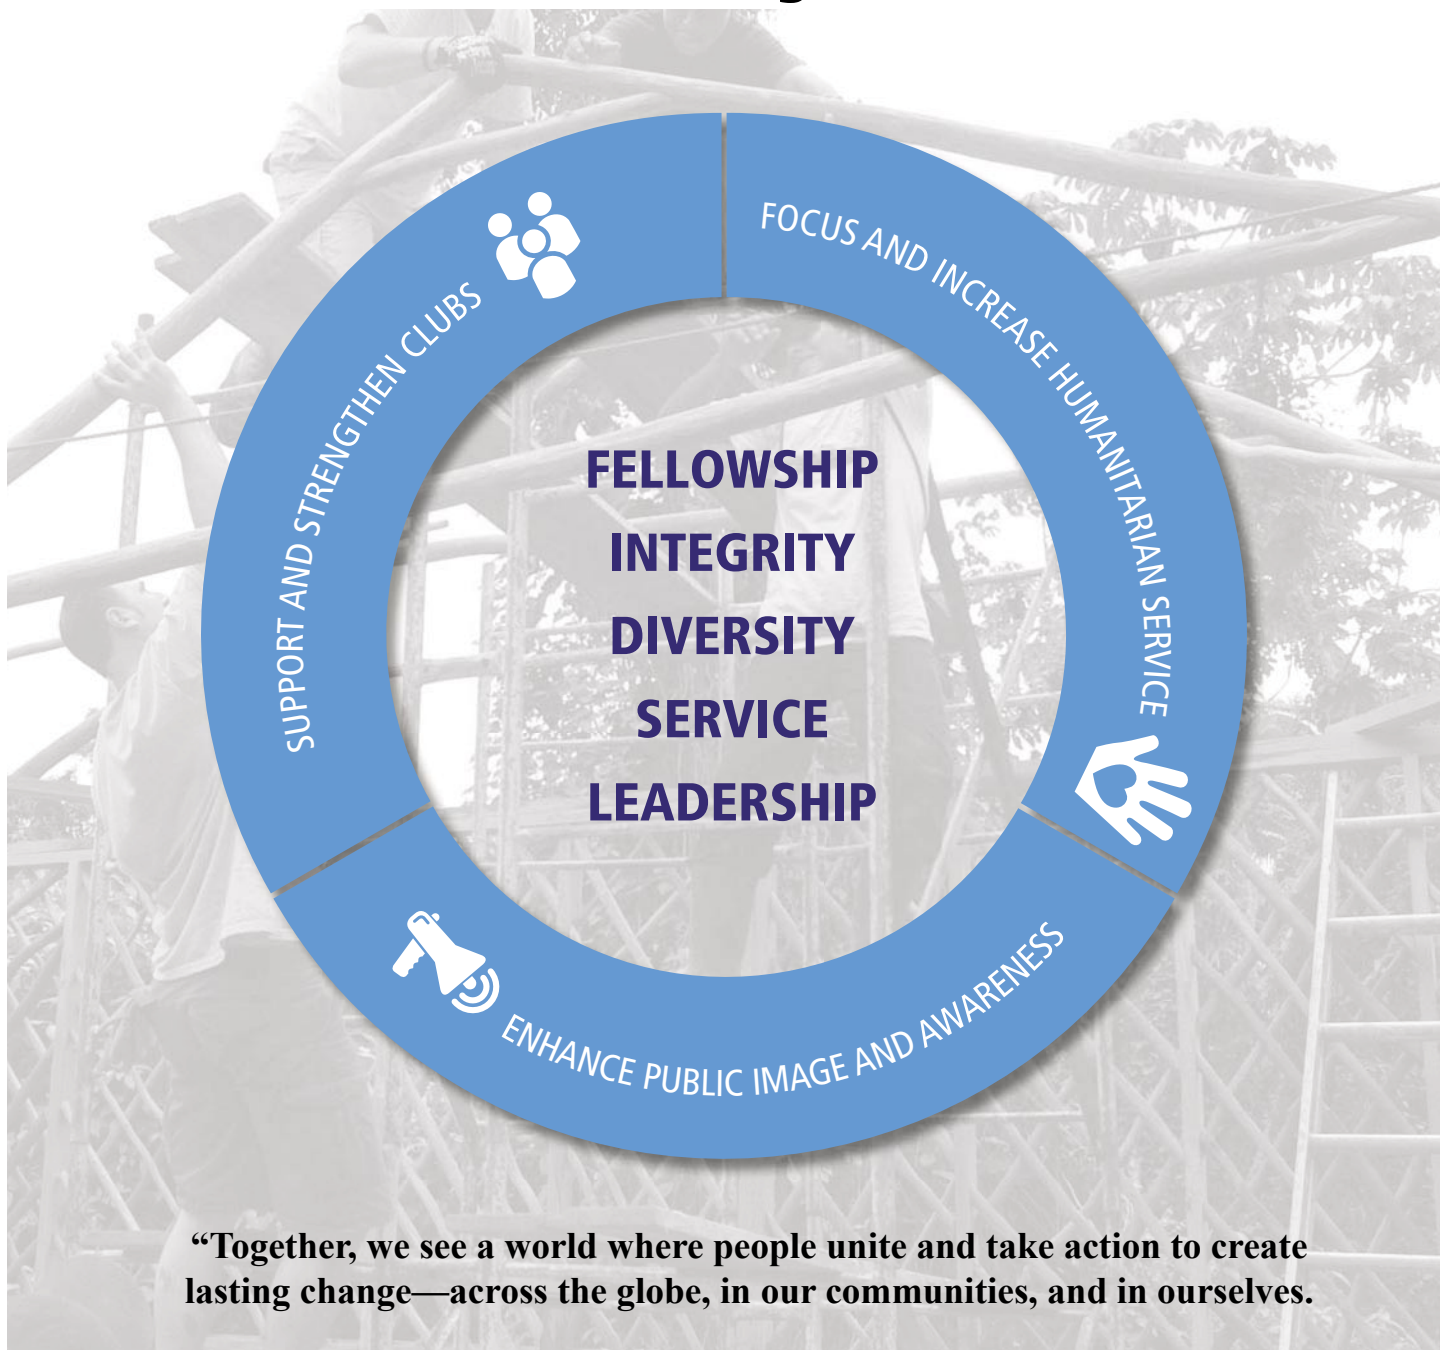 SUPPORT AND STRENGTHEN CLUBS
FOCUS AND INCREASE HUMANITARIAN SERVICE
FELLOWSHIP
INTEGRITY
DIVERSITY
SERVICE
LEADERSHIP
ENHANCE PUBLIC IMAGE AND AWARENESS
“Together, we see a world where people unite and take action to create
lasting change—across the globe, in our communities, and in ourselves.